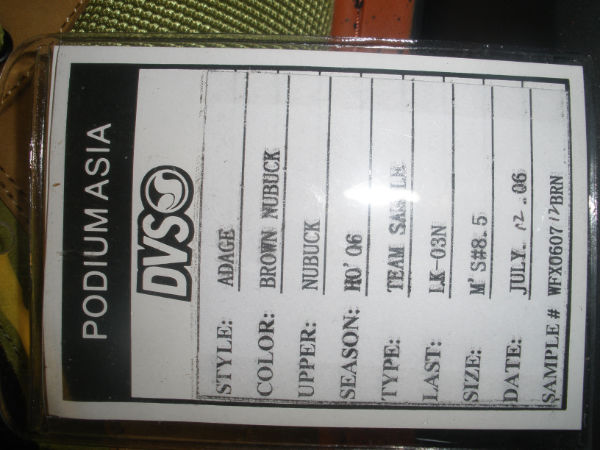 PODIUM ASIA
DVS
STYLE: ADAGE
COLOR: BROWN NUBUCK
UPPER: NUBUCK
SEASON: HO'06
TYPE: TEAM SAMPLE
LAST: LK-03N
SIZE: M'S#8.5
DATE: JULY. 12 .06
SAMPLE # WFX0607 12BRN